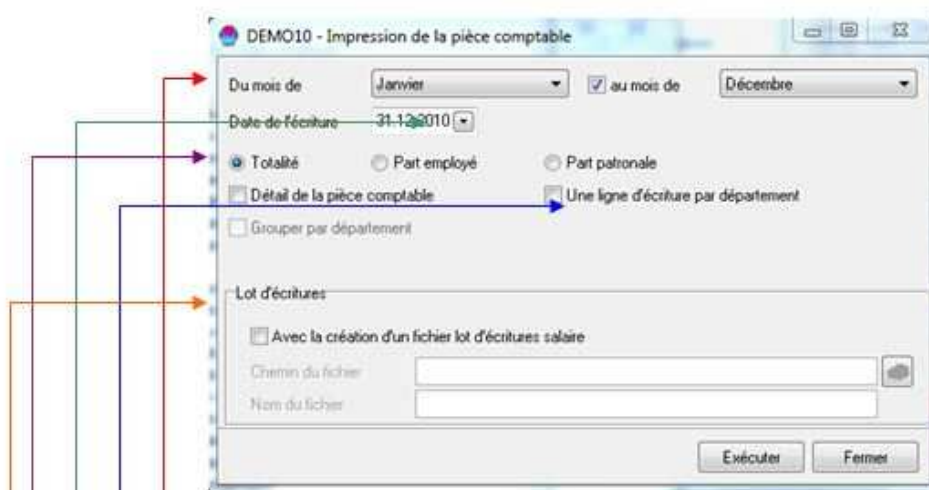 DEMO10 - Impression de la pièce comptable
Du mois de Janvier au mois de Décembre
Date de l'écriture 31.12.2010
Totalité Part employé Part patronale
Détail de la pièce comptable Une ligne d'écriture par département
Grouper par département
Lot d'écritures
Avec la création d'un fichier lot d'écritures salaire
Chemin du fichier
Nom du fichier
Exécuter Fermer